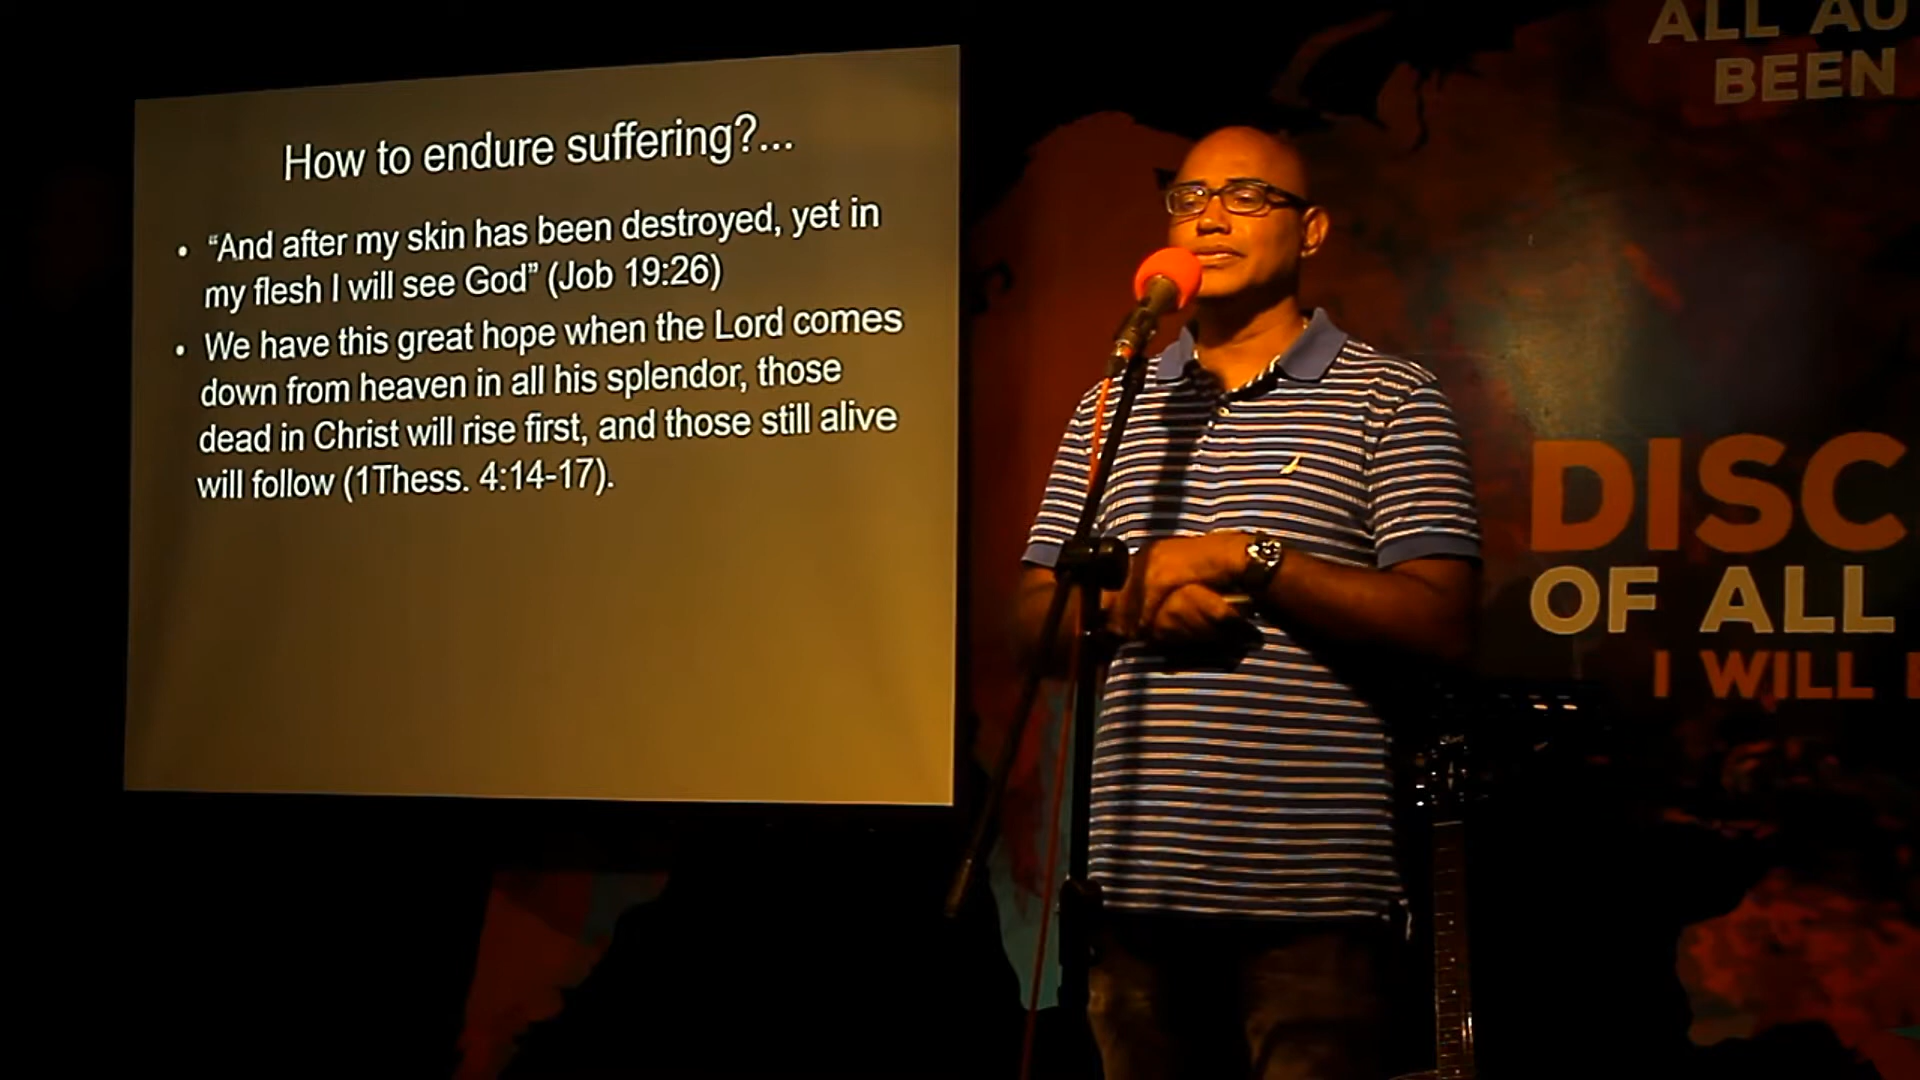 How to endure suffering?...
• “And after my skin has been destroyed, yet in
my flesh I will see God” (Job 19:26)
• We have this great hope when the Lord comes
down from heaven in all his splendor, those
dead in Christ will rise first, and those still alive
will follow (1Thess. 4:14-17).
ALL AU
BEEN
DISC
OF ALL
I WILL